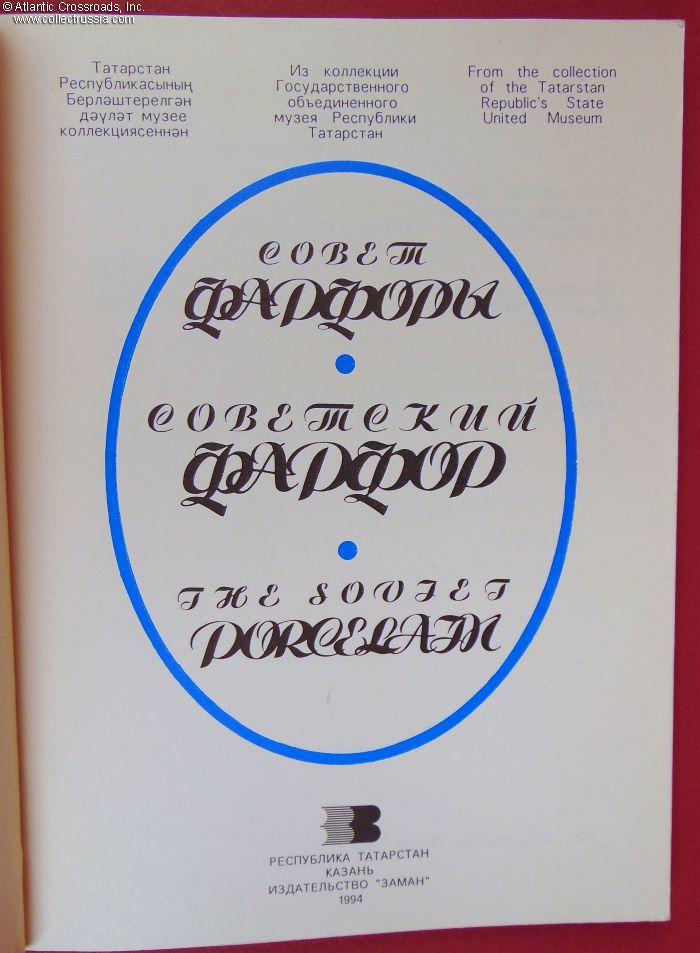 © Atlantic Crossroads, Inc.
www.collectrussia.com
Татарстан
Республикасының
Берләштерелгән
дәүләт музее
коллекциясеннән
Из коллекции
Государственного
объединенного
музея Республики
Татарстан
From the collection
of the Tatarstan
Republic's State
United Museum
СОВЕТ
ФАРФОРЫ
СОВЕТСКИЙ
ФАРФОР
THE SOVIET
PORCELAIN
РЕСПУБЛИКА ТАТАРСТАН
КАЗАНЬ
ИЗДАТЕЛЬСТВО "ЗАМАН"
1994